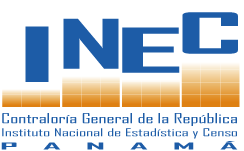 INEC
Contraloría General de la República
Instituto Nacional de Estadística y Censo
PANAMÁ